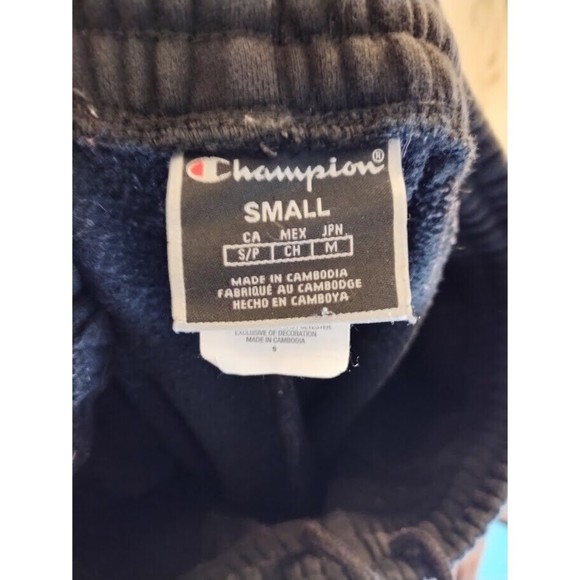 Champion®
SMALL
CA MEX JPN
S/P CH M
MADE IN CAMBODIA
FABRIQUÉ AU CAMBODGE
HECHO EN CAMBOYA
EXCLUSIVE OF DECORATION
MADE IN CAMBODIA